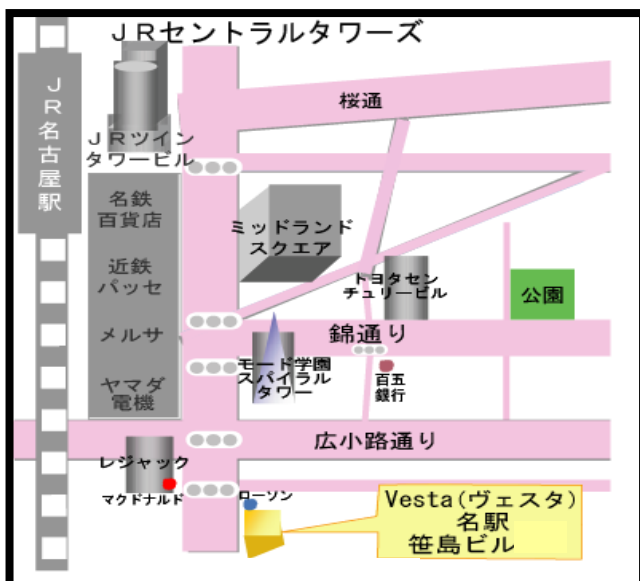 JRセントラルタワーズ
JR名古屋駅
桜通
JRツイン
タワービル
名鉄
百貨店
ミッドランド
スクエア
近鉄
パッセ
トヨタセン
チュリービル
公園
メルサ
錦通り
モード学園
スパイラル
タワー
百五
銀行
ヤマダ
電機
広小路通り
レジャック
マクドナルド
ローソン
Vesta(ヴェスタ)
名駅
笹島ビル